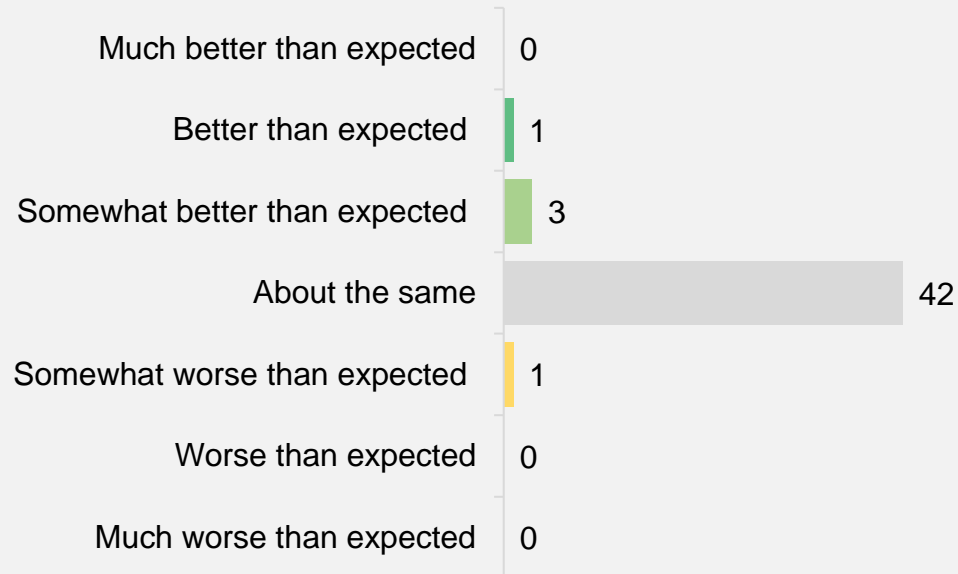 Much better than expected 0
Better than expected 1
Somewhat better than expected 3
About the same 42
Somewhat worse than expected 1
Worse than expected 0
Much worse than expected 0